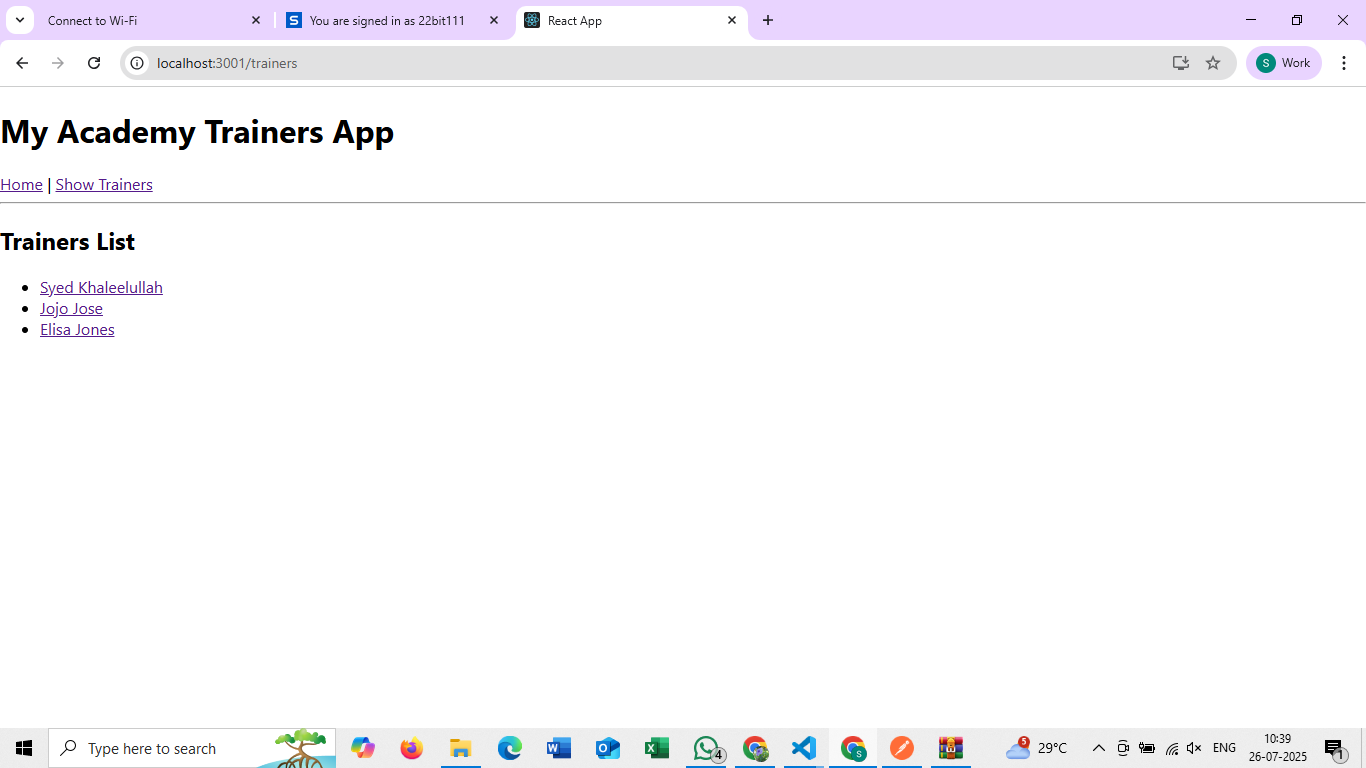 Connect to Wi-Fi
S You are signed in as 22bit111
React App
localhost:3001/trainers
S Work
My Academy Trainers App
Home | Show Trainers
Trainers List
Syed Khaleelullah
Jojo Jose
Elisa Jones
Type here to search
4
S
5
29°C
ENG
10:39
26-07-2025
1